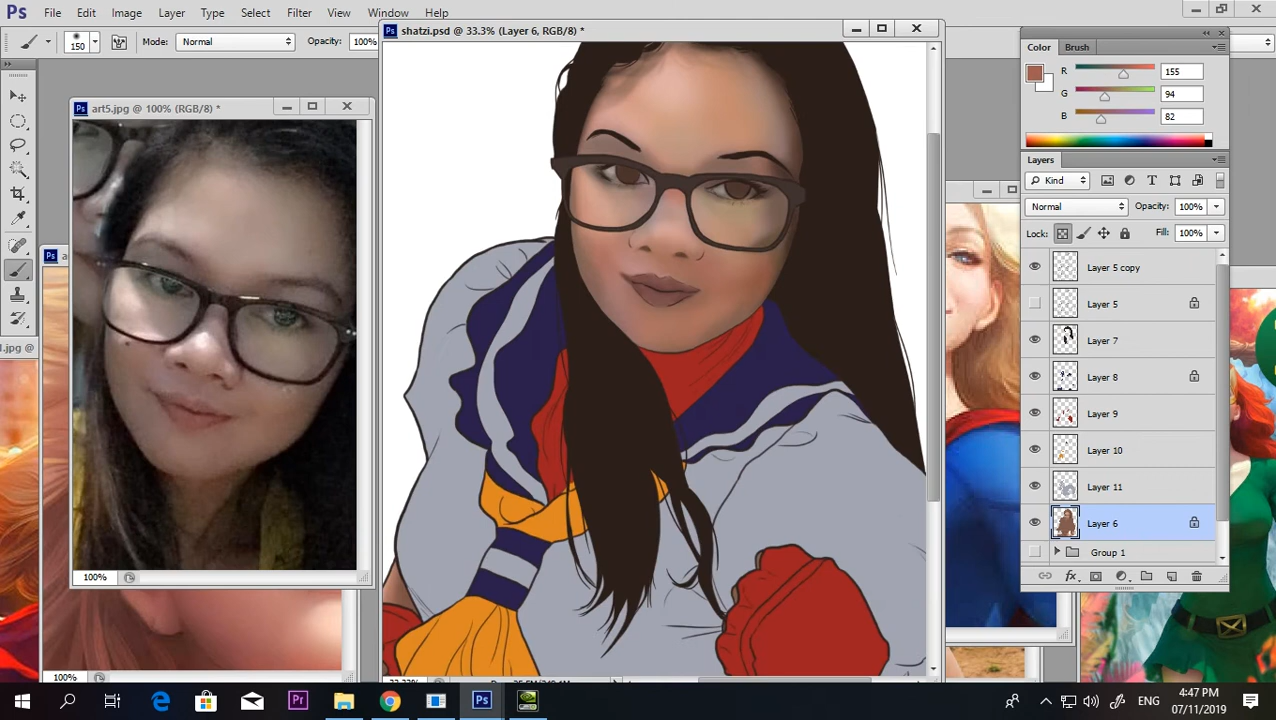 Ps File Edit Image Layer Type Select Filter View Window Help
150 Mode: Normal Opacity: 100%
shatzi.psd @ 33.3% (Layer 6, RGB/8) *
art5.jpg @ 100% (RGB/8) *
Color Brush
R 155
G 94
B 82
Layers
Kind
Normal Opacity: 100%
Lock: Fill: 100%
Layer 5 copy
Layer 5
Layer 7
Layer 8
Layer 9
Layer 10
Layer 11
Layer 6
Group 1
1.jpg @
100%
100%
ENG
4:47 PM
07/11/2019